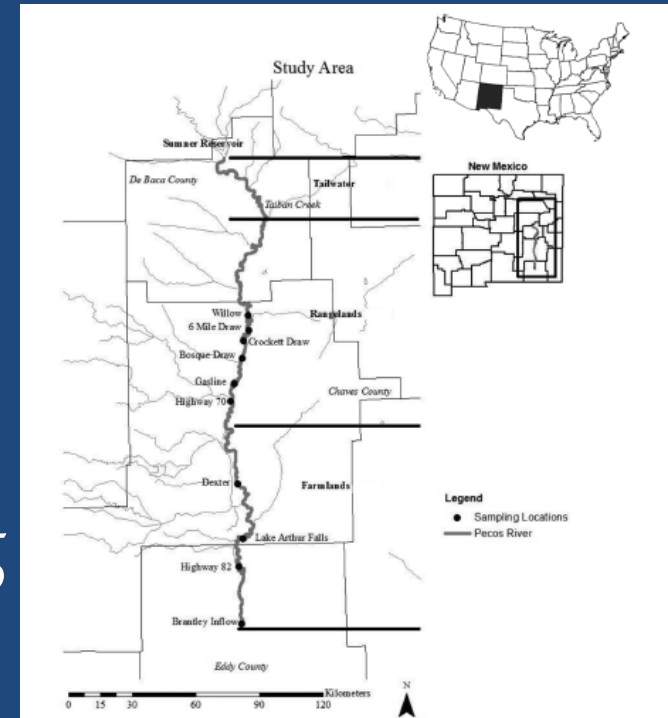 Study Area
Sumner Reservoir
De Baca County
Tailwater
Taiban Creek
New Mexico
Willow
Rangelands
6 Mile Draw
Crockett Draw
Bosque Draw
Gasline
Chaves County
Highway 70
Dexter
Farmlands
Legend
Sampling Locations
Pecos River
Lake Arthur Falls
Highway 82
Brantley Inflow
Eddy County
Kilometers
0 15 30 60 90 120
N